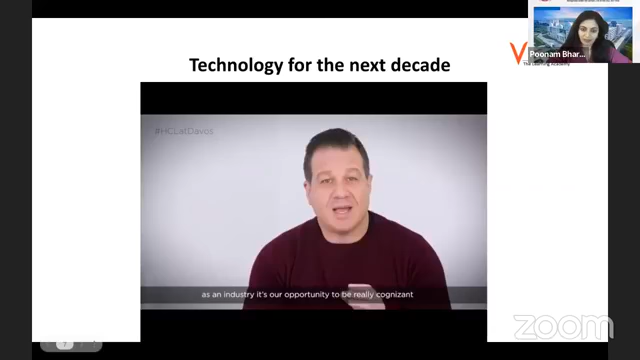 Technology for the next decade
#HCLatDavos
as an industry it's our opportunity to be really cognizant
Poonam Bhar...
The Learning Academy
zoom